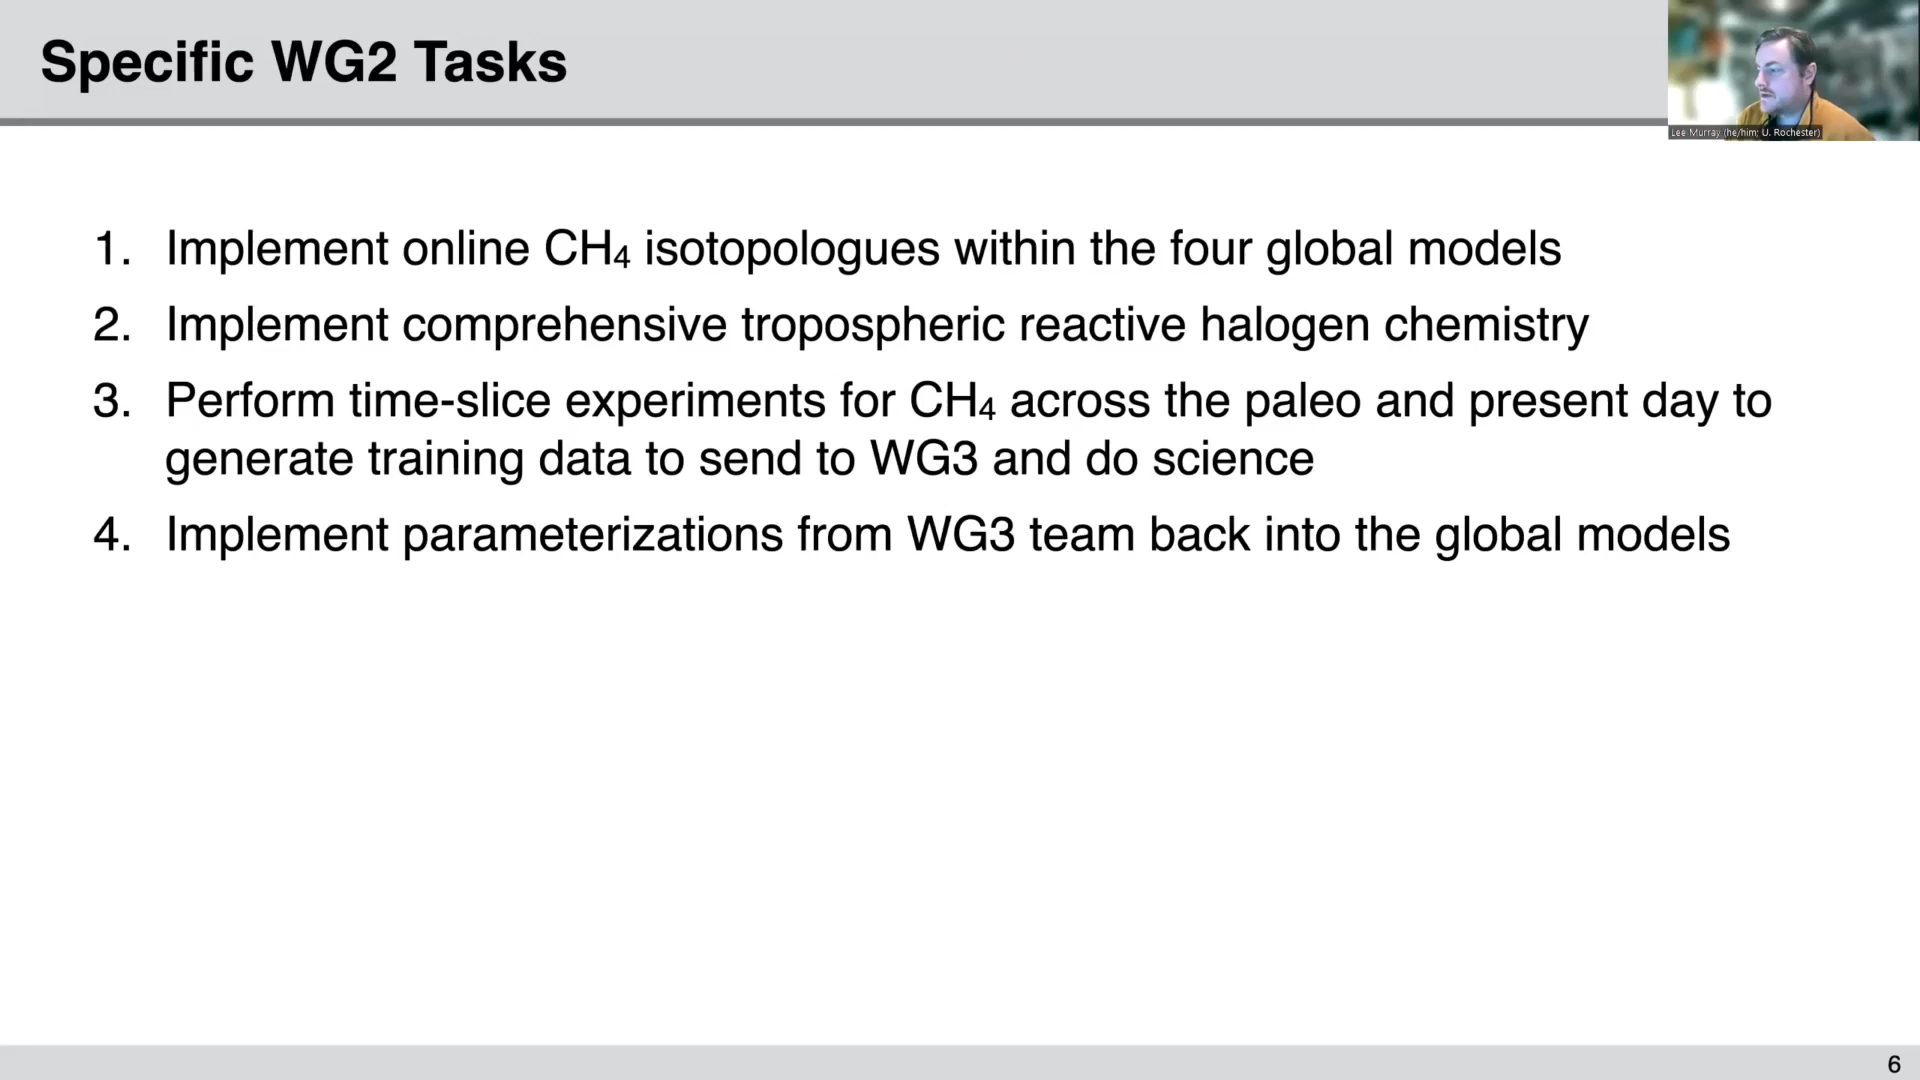 Specific WG2 Tasks
Lee Murray (he/him; U. Rochester)
1. Implement online CH₄ isotopologues within the four global models
2. Implement comprehensive tropospheric reactive halogen chemistry
3. Perform time-slice experiments for CH₄ across the paleo and present day to
generate training data to send to WG3 and do science
4. Implement parameterizations from WG3 team back into the global models
6